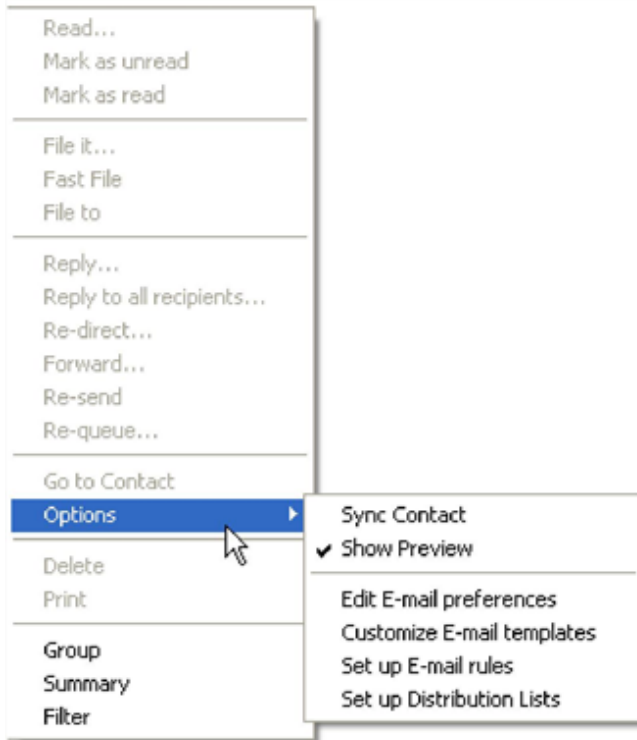 Read...
Mark as unread
Mark as read
File it...
Fast File
File to
Reply...
Reply to all recipients...
Re-direct...
Forward...
Re-send
Re-queue...
Go to Contact
Options
Delete
Print
Group
Summary
Filter
Sync Contact
Show Preview
Edit E-mail preferences
Customize E-mail templates
Set up E-mail rules
Set up Distribution Lists